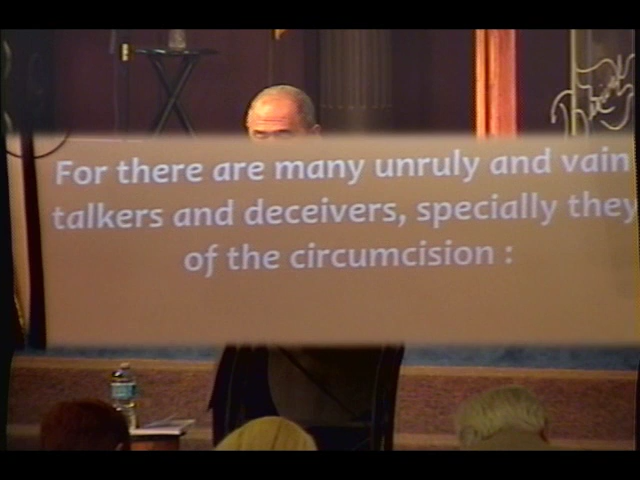 For there are many unruly and vain
talkers and deceivers, specially they
of the circumcision :